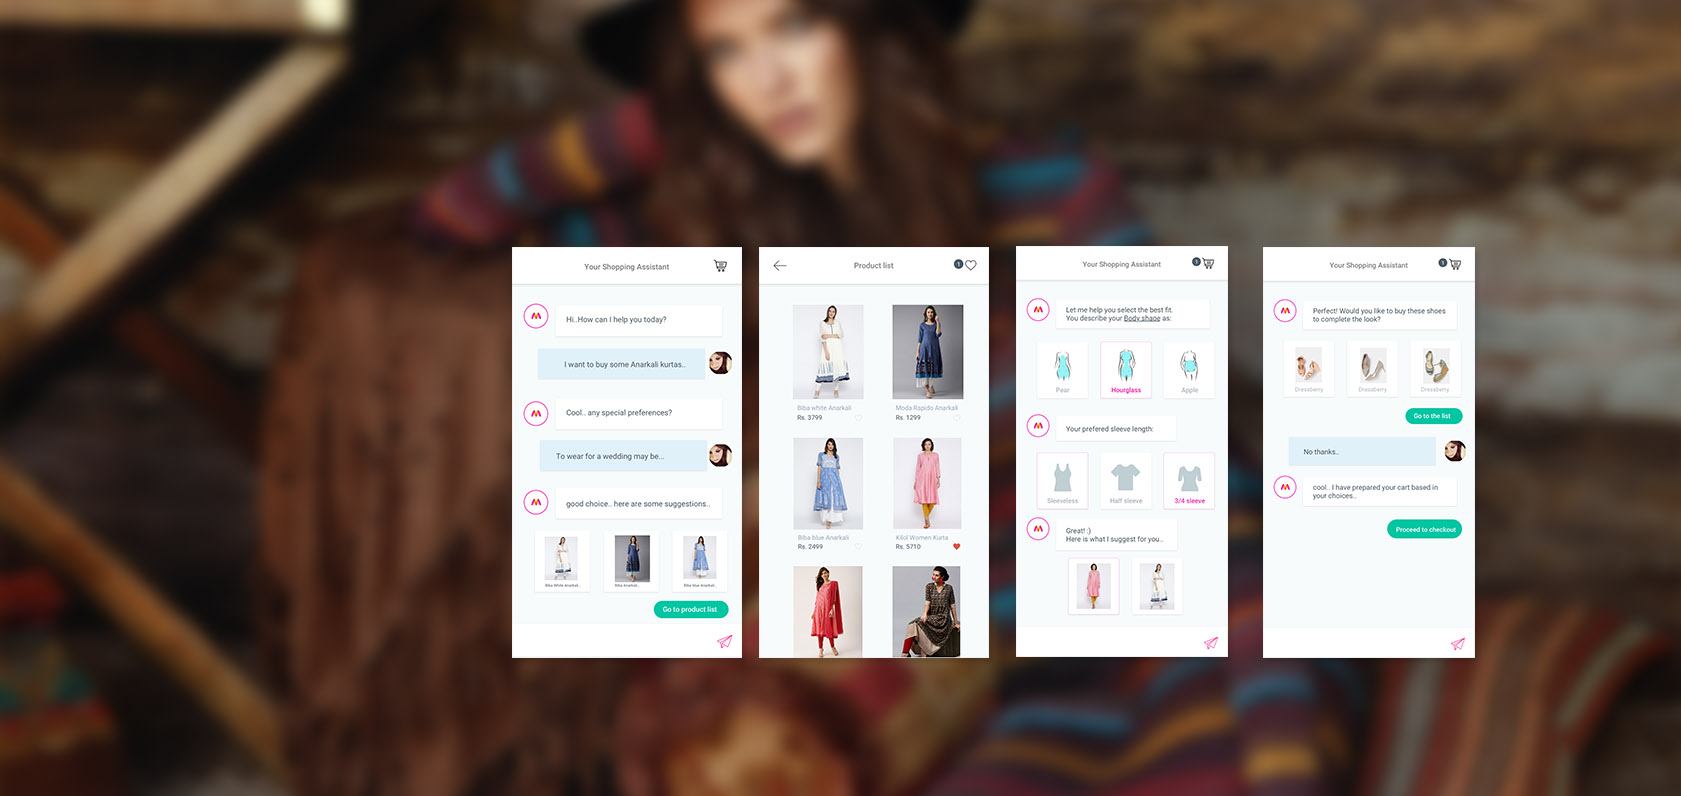 Your Shopping Assistant
Hi..How can I help you today?
I want to buy some Anarkali kurtas..
Cool.. any special preferences?
To wear for a wedding may be...
good choice.. here are some suggestions..
Biba White Anarkali..
Biba Anarkali..
Biba blue Anarkali..
Go to product list
Product list
1
Biba white Anarkali
Rs. 3799
Moda Rapido Anarkali
Rs. 1299
Biba blue Anarkali
Rs. 2499
Kilol Women Kurta
Rs. 5710
Your Shopping Assistant
1
Let me help you select the best fit.
You describe your Body shape as:
Pear
Hourglass
Apple
Your prefered sleeve length:
Sleeveless
Half sleeve
3/4 sleeve
Great! :)
Here is what I suggest for you..
Your Shopping Assistant
1
Perfect! Would you like to buy these shoes
to complete the look?
Dressberry
Dressberry
Dressberry
Go to the list
No thanks..
cool.. I have prepared your cart based in
your choices..
Proceed to checkout